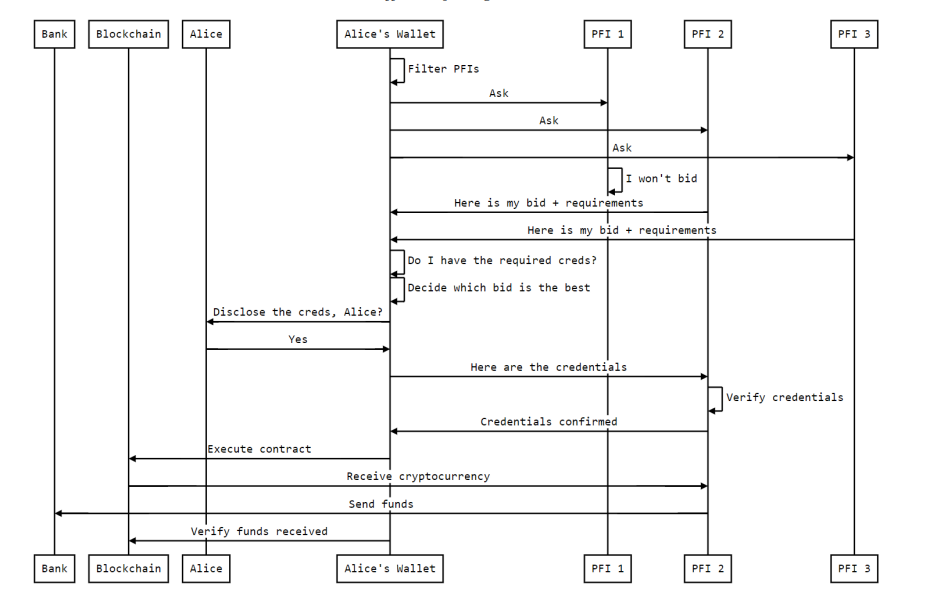 Bank Blockchain Alice Alice's Wallet PFI 1 PFI 2 PFI 3
Filter PFIs
Ask
Ask
Ask
I won't bid
Here is my bid + requirements
Here is my bid + requirements
Do I have the required creds?
Decide which bid is the best
Disclose the creds, Alice?
Yes
Here are the credentials
Verify credentials
Credentials confirmed
Execute contract
Receive cryptocurrency
Send funds
Verify funds received
Bank Blockchain Alice Alice's Wallet PFI 1 PFI 2 PFI 3